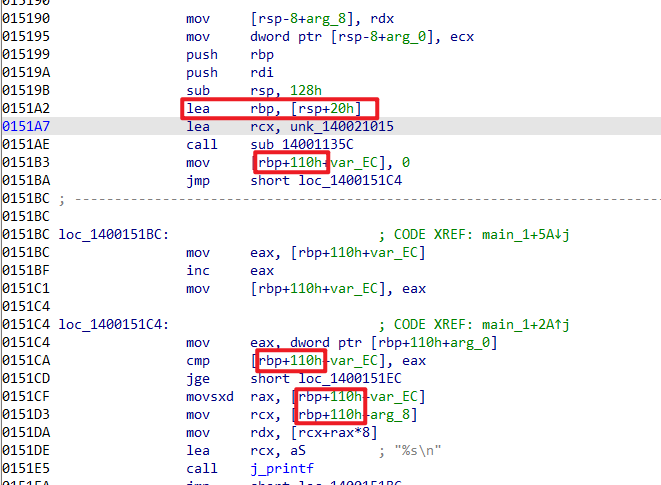 015190
015190 mov [rsp-8+arg_8], rdx
015195 mov dword ptr [rsp-8+arg_0], ecx
015199 push rbp
01519A push rdi
01519B sub rsp, 128h
0151A2 lea rbp, [rsp+20h]
0151A7 lea rcx, unk_140021015
0151AE call sub_14001135C
0151B3 mov [rbp+110h+var_EC], 0
0151BA jmp short loc_1400151C4
0151BC ; ---------------------------------------------------------------------------
0151BC
0151BC loc_1400151BC: ; CODE XREF: main_1+5A↓j
0151BC mov eax, [rbp+110h+var_EC]
0151BF inc eax
0151C1 mov [rbp+110h+var_EC], eax
0151C4
0151C4 loc_1400151C4: ; CODE XREF: main_1+2A↑j
0151C4 mov eax, dword ptr [rbp+110h+arg_0]
0151CA cmp [rbp+110h+var_EC], eax
0151CD jge short loc_1400151EC
0151CF movsxd rax, [rbp+110h+var_EC]
0151D3 mov rcx, [rbp+110h+arg_8]
0151DA mov rdx, [rcx+rax*8]
0151DE lea rcx, aS ; "%s\n"
0151E5 call j_printf